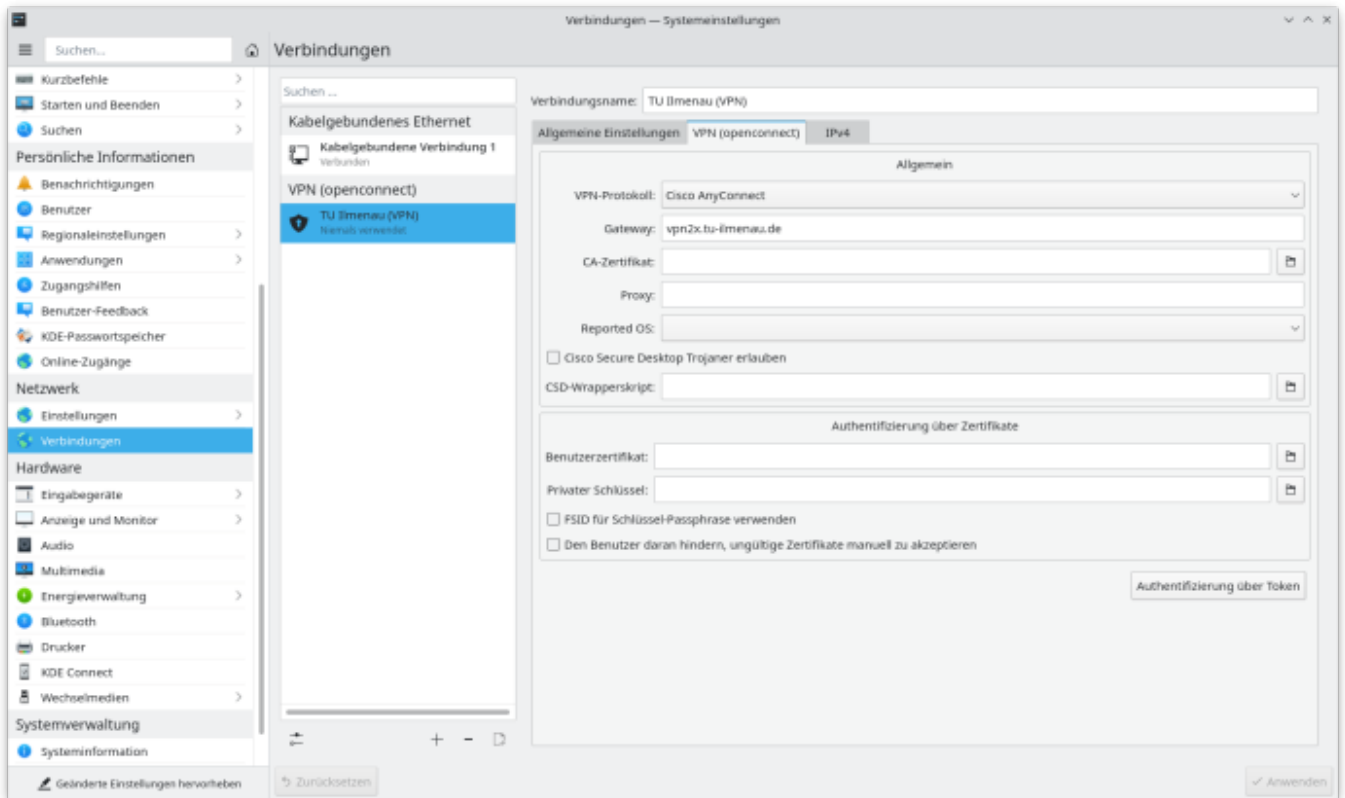 Verbindungen — Systemeinstellungen
Suchen...
Verbindungen
Kurzbefehle
Starten und Beenden
Suchen
Persönliche Informationen
Benachrichtigungen
Benutzer
Regionaleinstellungen
Anwendungen
Zugangshilfen
Benutzer-Feedback
KDE-Passwortspeicher
Online-Zugänge
Netzwerk
Einstellungen
Verbindungen
Hardware
Eingabegeräte
Anzeige und Monitor
Audio
Multimedia
Energieverwaltung
Bluetooth
Drucker
KDE Connect
Wechselmedien
Systemverwaltung
Systeminformation
Geänderte Einstellungen hervorheben
Suchen ...
Kabelgebundenes Ethernet
Kabelgebundene Verbindung 1
Verbunden
VPN (openconnect)
TU Ilmenau (VPN)
Niemals verwendet
Zurücksetzen
Verbindungsname: TU Ilmenau (VPN)
Allgemeine Einstellungen VPN (openconnect) IPv4
Allgemein
VPN-Protokoll: Cisco AnyConnect
Gateway: vpn2x.tu-ilmenau.de
CA-Zertifikat:
Proxy:
Reported OS:
Cisco Secure Desktop Trojaner erlauben
CSD-Wrapperskript:
Authentifizierung über Zertifikate
Benutzerzertifikat:
Privater Schlüssel:
FSID für Schlüssel-Passphrase verwenden
Den Benutzer daran hindern, ungültige Zertifikate manuell zu akzeptieren
Authentifizierung über Token
Anwenden